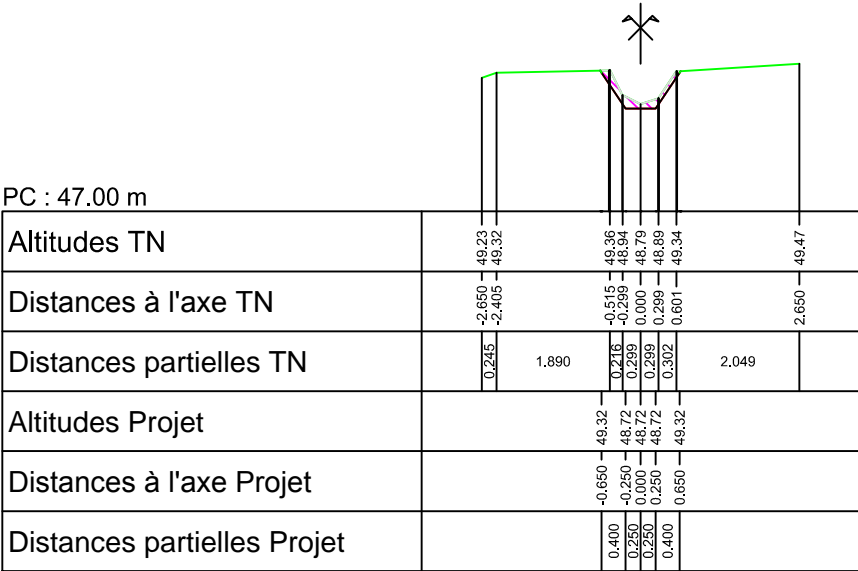 PC : 47.00 m
Altitudes TN
49.23 49.32 49.36 48.94 48.79 48.89 49.34 49.47
Distances à l'axe TN
-2.650 -2.405 -0.515 -0.299 0.000 0.299 0.601 2.650
Distances partielles TN
0.245 1.890 0.216 0.299 0.299 0.302 2.049
Altitudes Projet
49.32 48.72 48.72 48.72 49.32
Distances à l'axe Projet
-0.650 -0.250 0.000 0.250 0.650
Distances partielles Projet
0.400 0.250 0.250 0.400